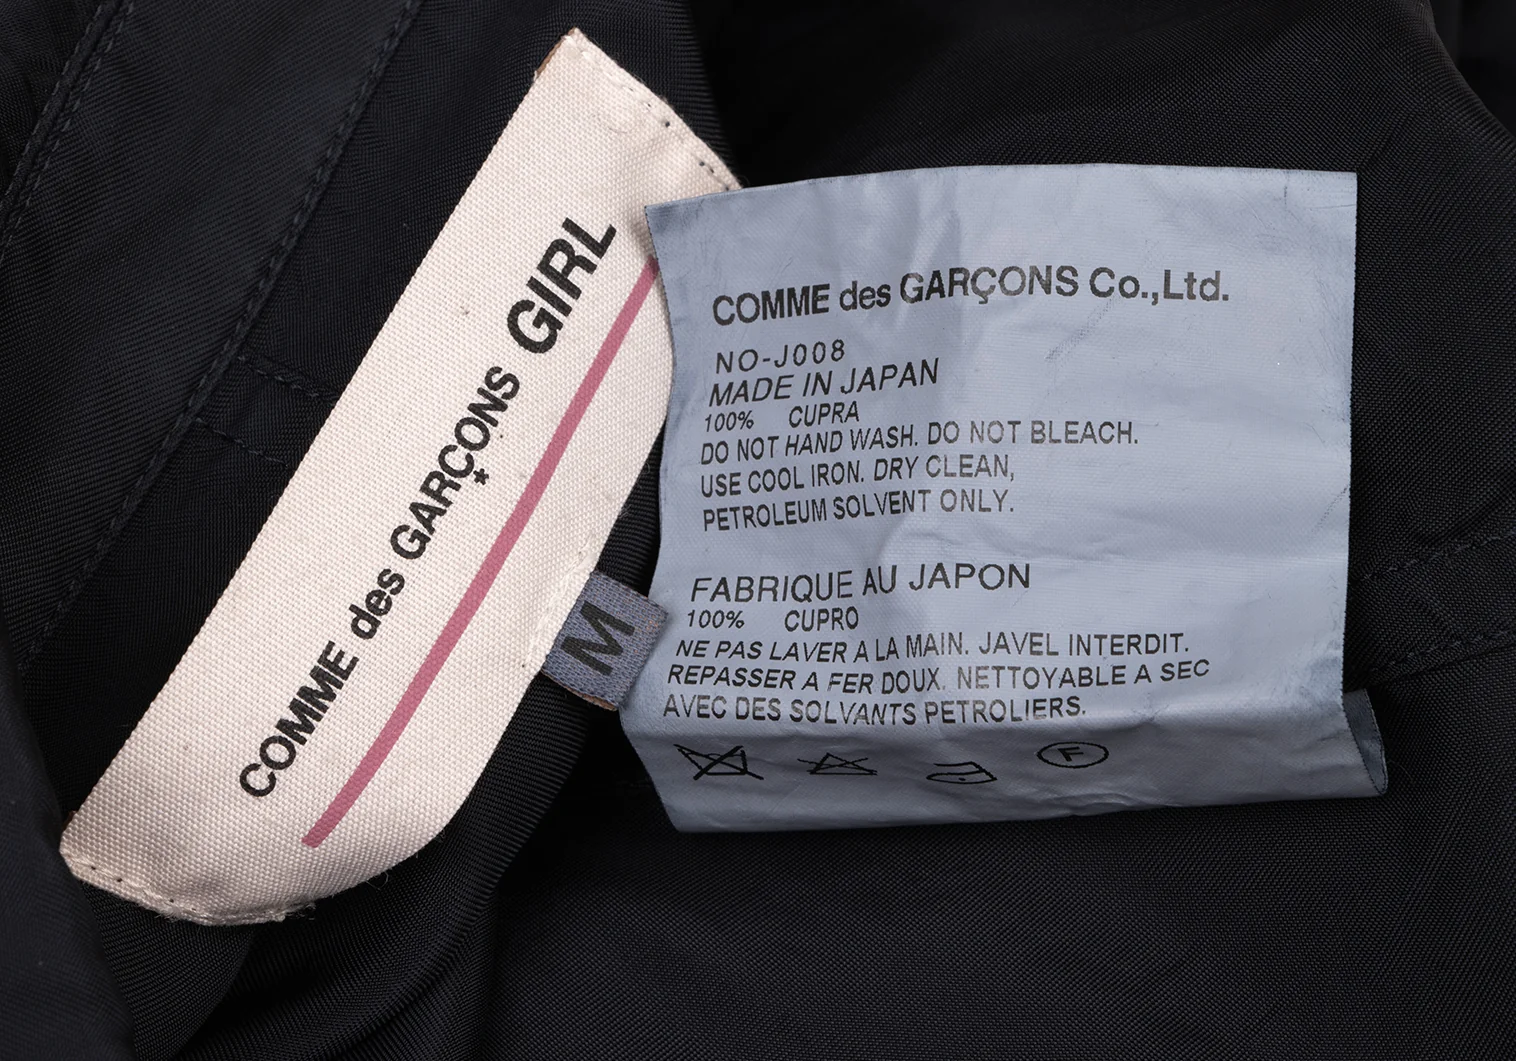 COMME des GARÇONS GIRL
M
COMME des GARÇONS Co.,Ltd.
NO-J008
MADE IN JAPAN
100% CUPRA
DO NOT HAND WASH. DO NOT BLEACH.
USE COOL IRON. DRY CLEAN,
PETROLEUM SOLVENT ONLY.
FABRIQUE AU JAPON
100% CUPRO
NE PAS LAVER A LA MAIN. JAVEL INTERDIT.
REPASSER A FER DOUX. NETTOYABLE A SEC
AVEC DES SOLVANTS PETROLIERS.
F